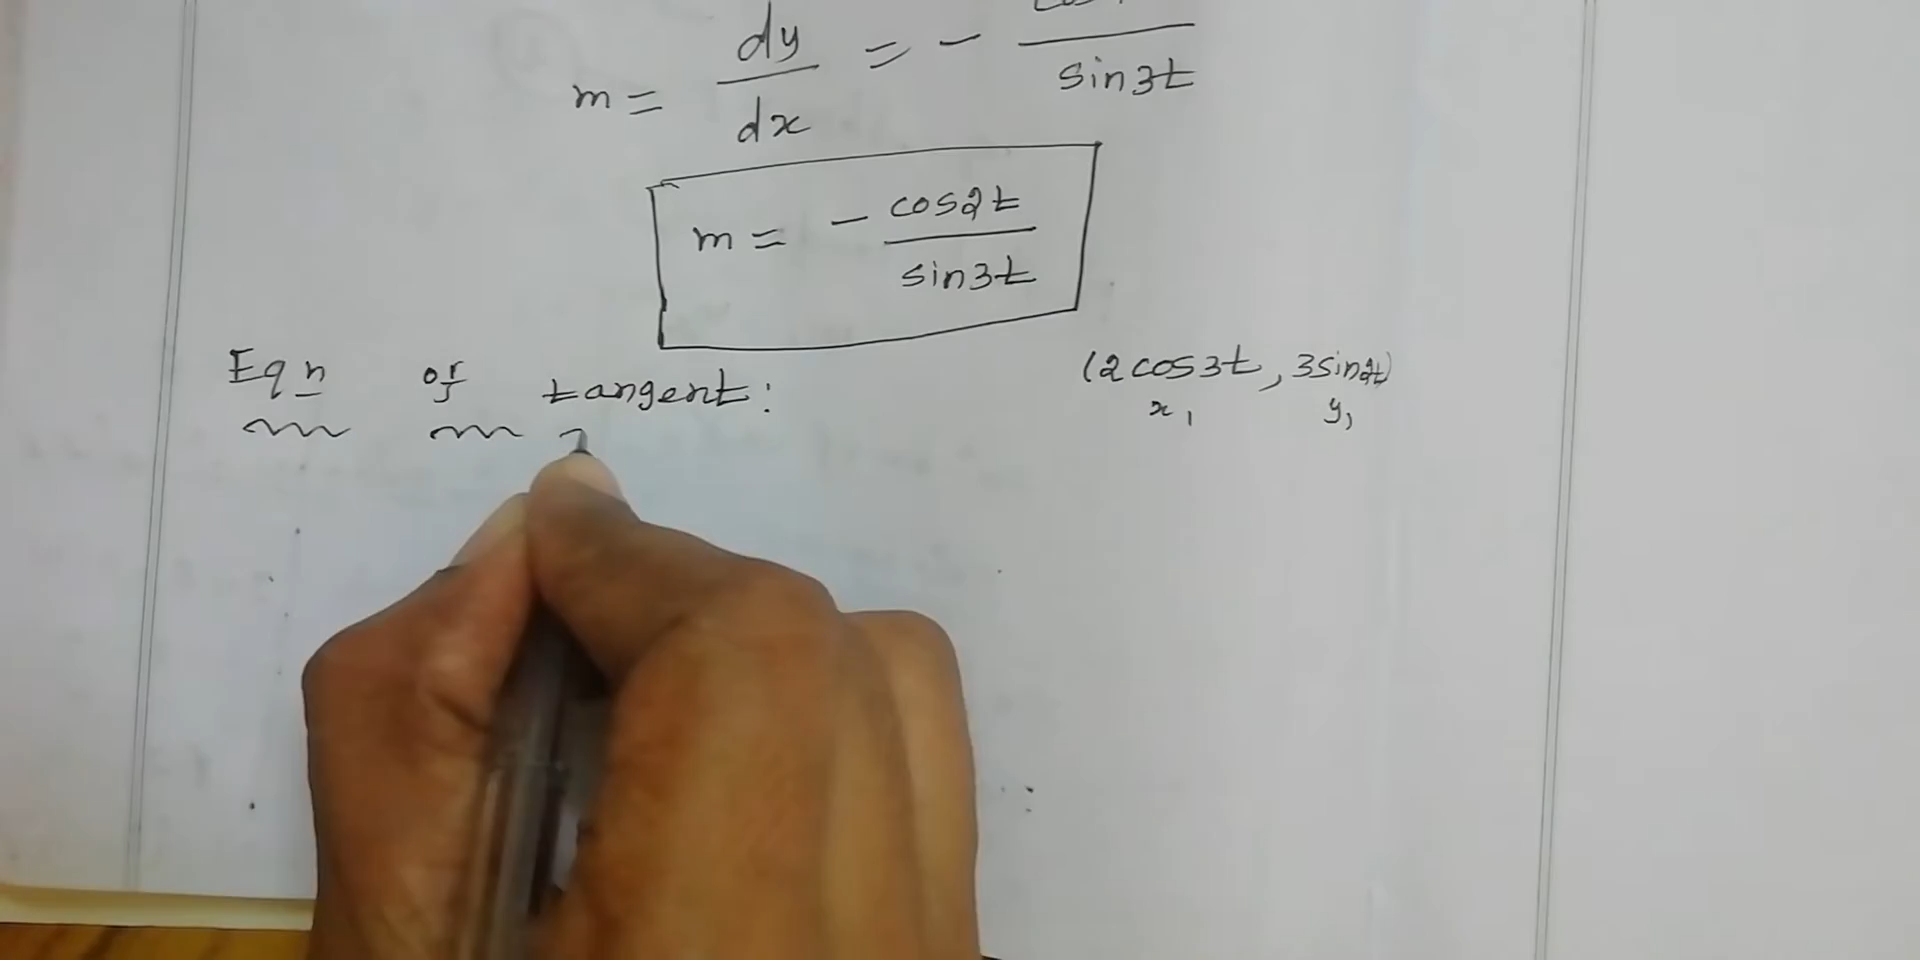 m = dy/dx = - /sin3t
m = - cos2t/sin3t
Eqn of tangent:
(2cos3t, 3sin2t)
x1 y1